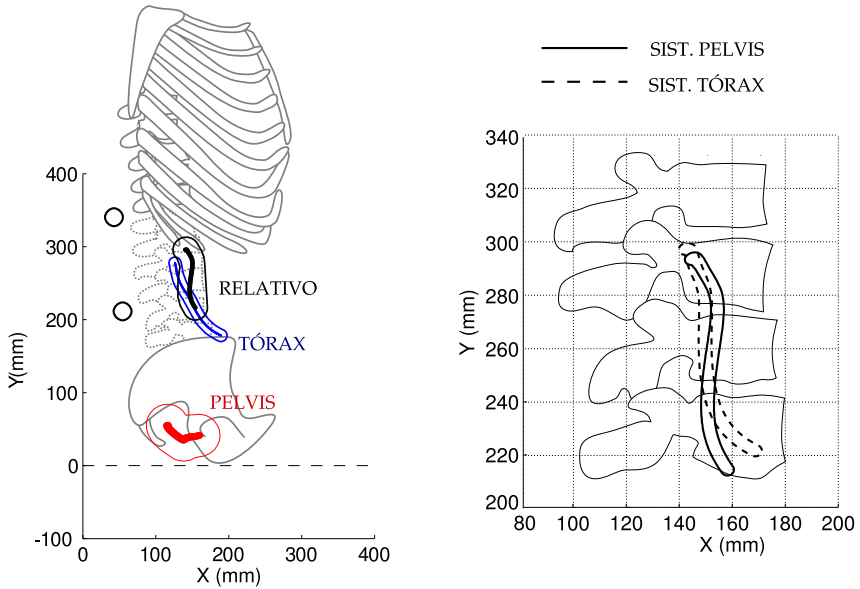 400
300
200
100
0
-100
Y(mm)
0
100
200
300
400
X (mm)
RELATIVO
TÓRAX
PELVIS
SIST. PELVIS
SIST. TÓRAX
340
320
300
280
260
240
220
200
Y (mm)
80
100
120
140
160
180
200
X (mm)